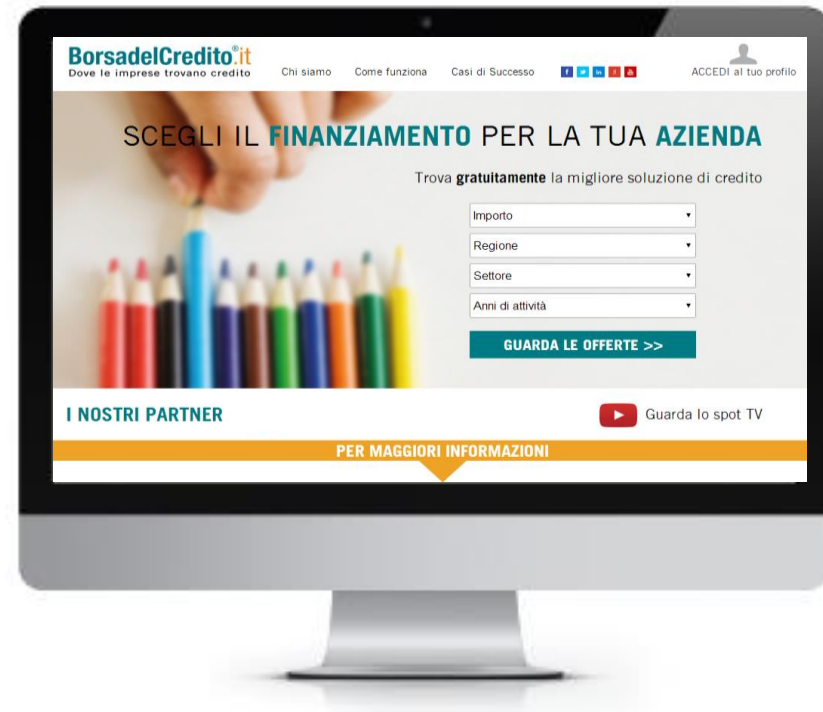 BorsadelCredito®.it
Dove le imprese trovano credito
Chi siamo Come funziona Casi di Successo
ACCEDI al tuo profilo
SCEGLI IL FINANZIAMENTO PER LA TUA AZIENDA
Trova gratuitamente la migliore soluzione di credito
Importo
Regione
Settore
Anni di attività
GUARDA LE OFFERTE >>
I NOSTRI PARTNER
Guarda lo spot TV
PER MAGGIORI INFORMAZIONI